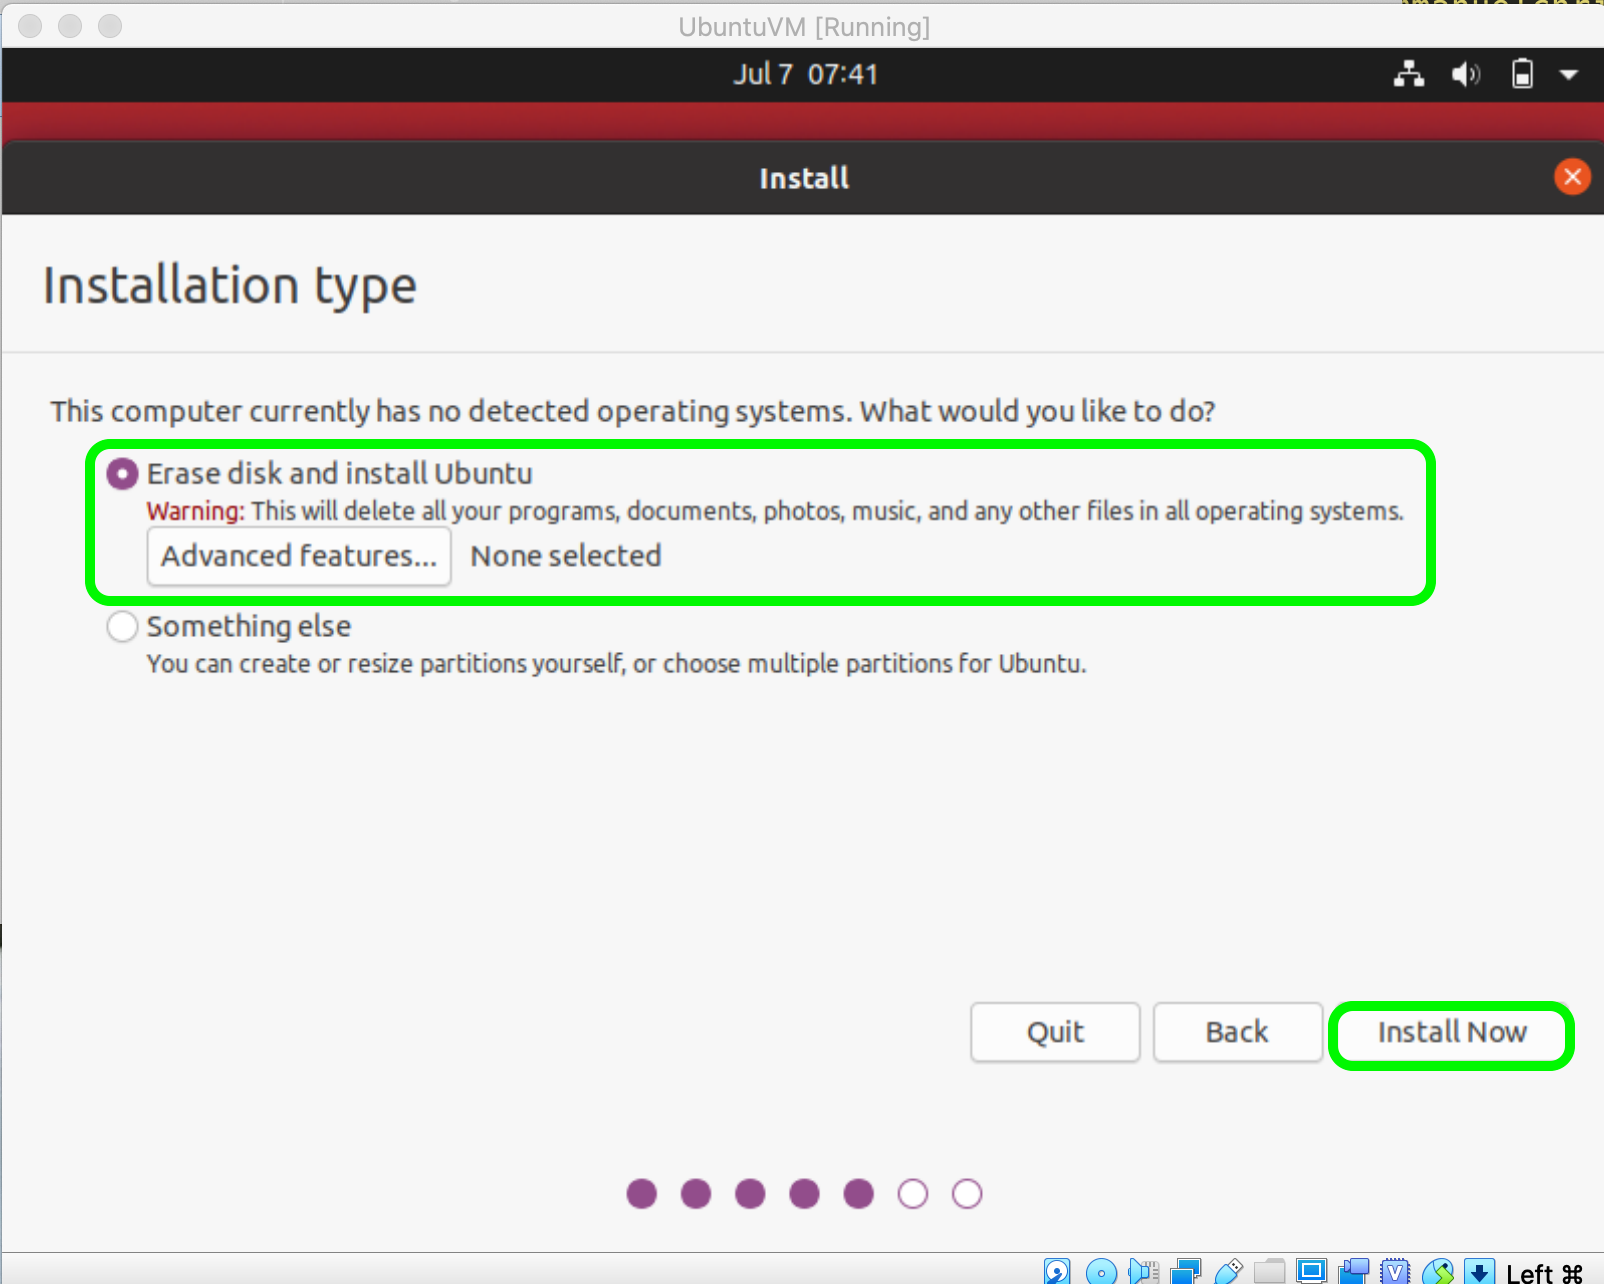 UbuntuVM [Running]
Jul 7 07:41
Install
Installation type
This computer currently has no detected operating systems. What would you like to do?
Erase disk and install Ubuntu
Warning: This will delete all your programs, documents, photos, music, and any other files in all operating systems.
Advanced features... None selected
Something else
You can create or resize partitions yourself, or choose multiple partitions for Ubuntu.
Quit Back Install Now
V Left ⌘